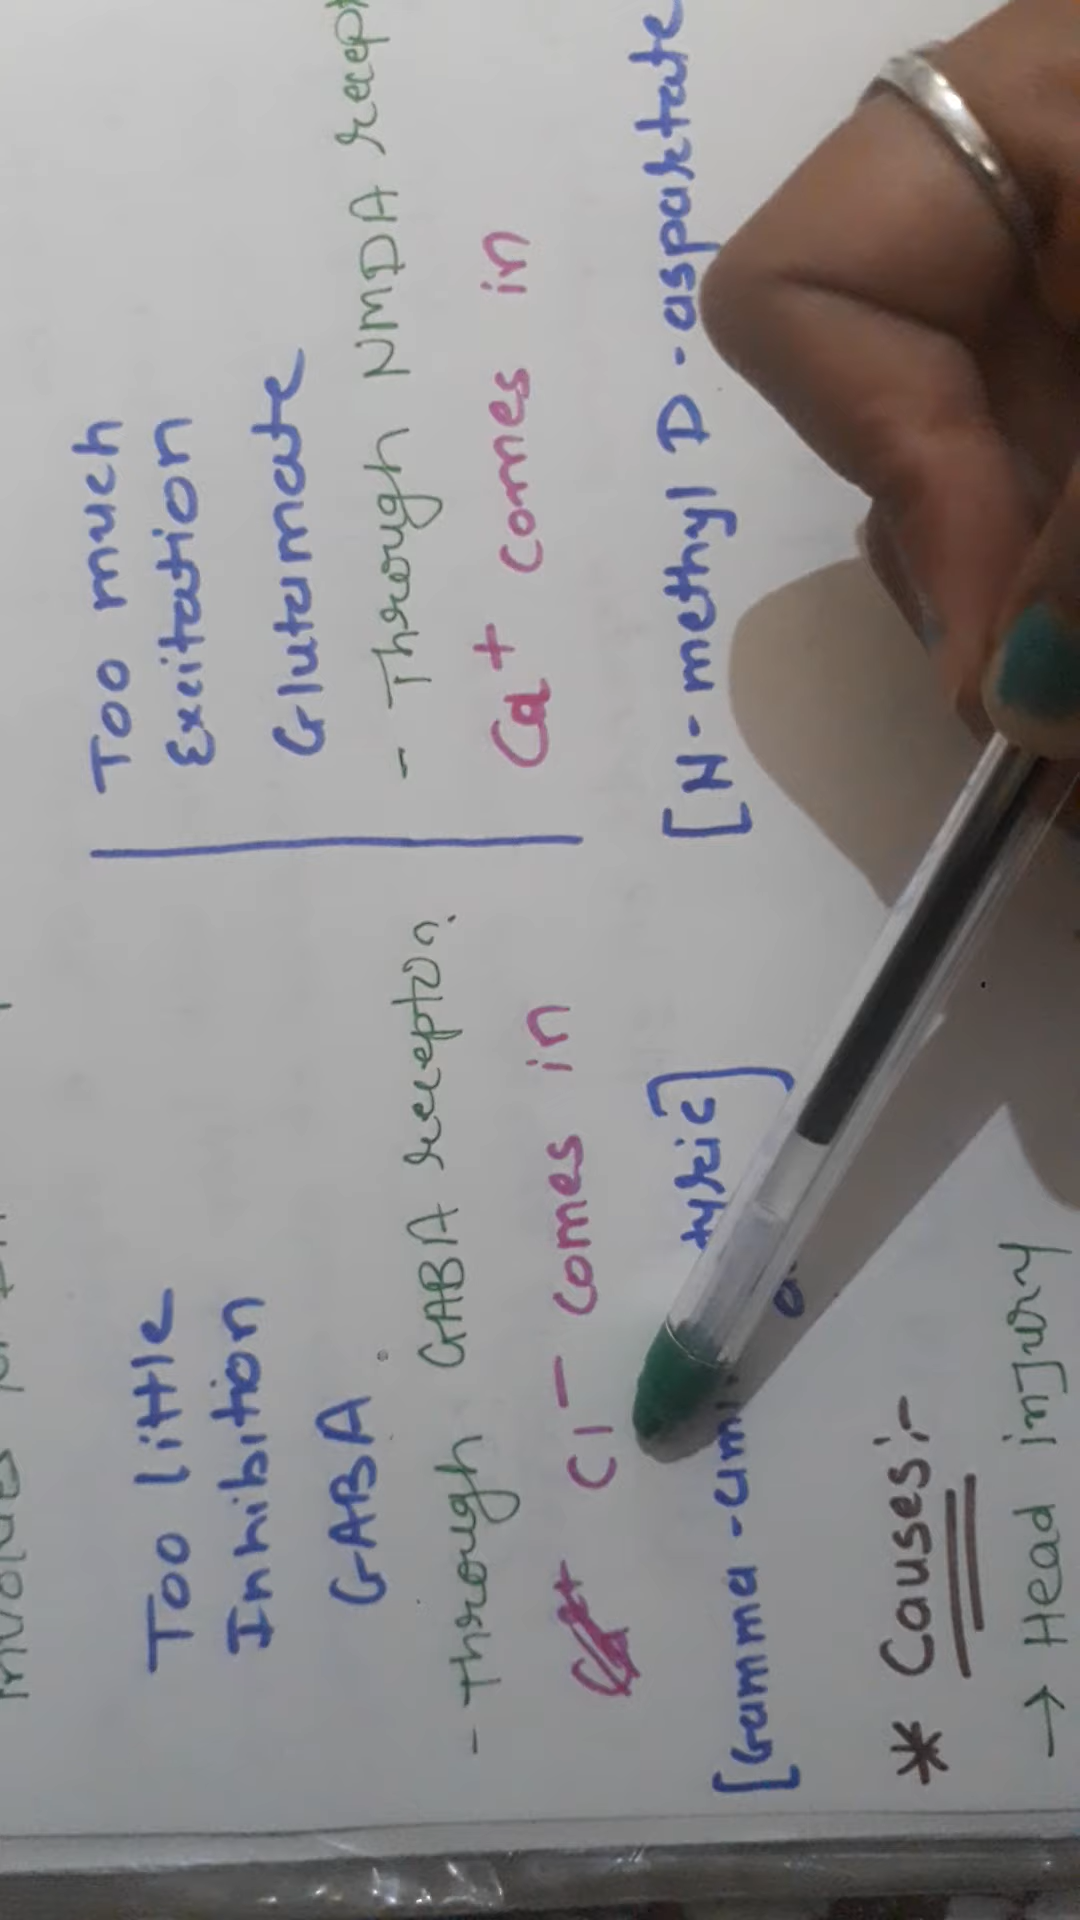 Too little
Inhibition
GABA
- Through GABA receptor.
Cl⁻ comes in
[Gamma - tyric]
Too much
Excitation
Glutamate
- Through NMDA
Ca⁺ comes in
[N-methyl D-aspartate
* Causes:-
→ Head injury